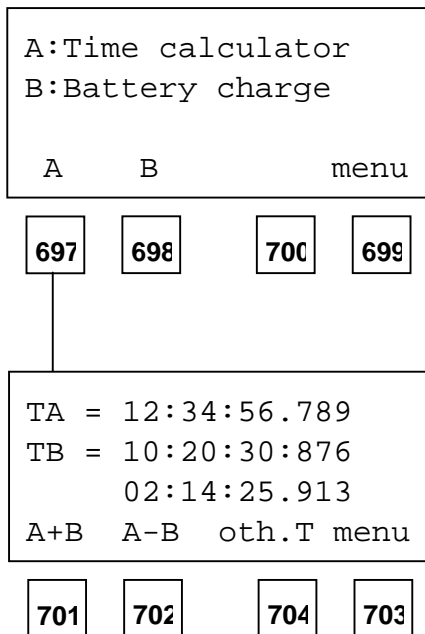 A:Time calculator
B:Battery charge
A B menu
697 698 700 699
TA = 12:34:56.789
TB = 10:20:30:876
02:14:25.913
A+B A-B oth.T menu
701 702 704 703